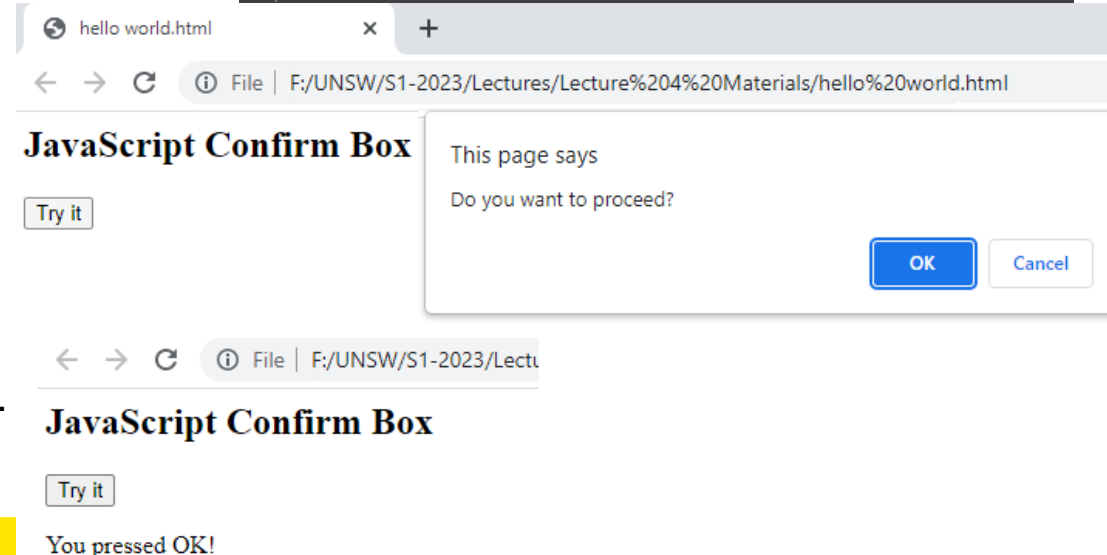 hello world.html
File F:/UNSW/S1-2023/Lectures/Lecture%204%20Materials/hello%20world.html
JavaScript Confirm Box
Try it
This page says
Do you want to proceed?
OK Cancel
File F:/UNSW/S1-2023/Lectu
JavaScript Confirm Box
Try it
You pressed OK!